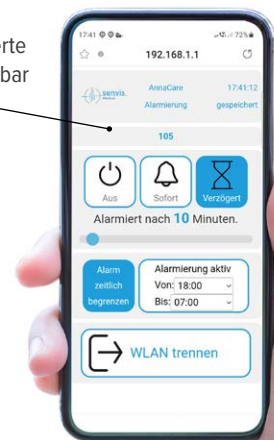 erte
bar
17:41
72%
192.168.1.1
senvis.
AnnaCare
17:41:12
Alarmierung
gespeichert
105
Aus
Sofort
Verzögert
Alarmiert nach 10 Minuten.
Alarm
zeitlich
begrenzen
Alarmierung aktiv
Von: 18:00
Bis: 07:00
WLAN trennen